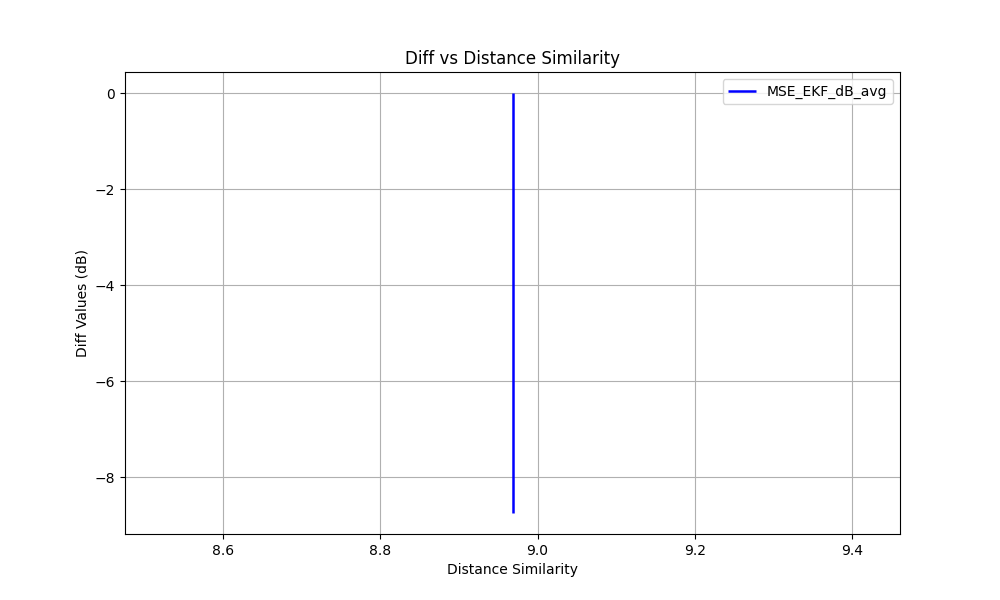 Diff vs Distance Similarity
MSE_EKF_dB_avg
Diff Values (dB)
0
−2
−4
−6
−8
8.6 8.8 9.0 9.2 9.4
Distance Similarity